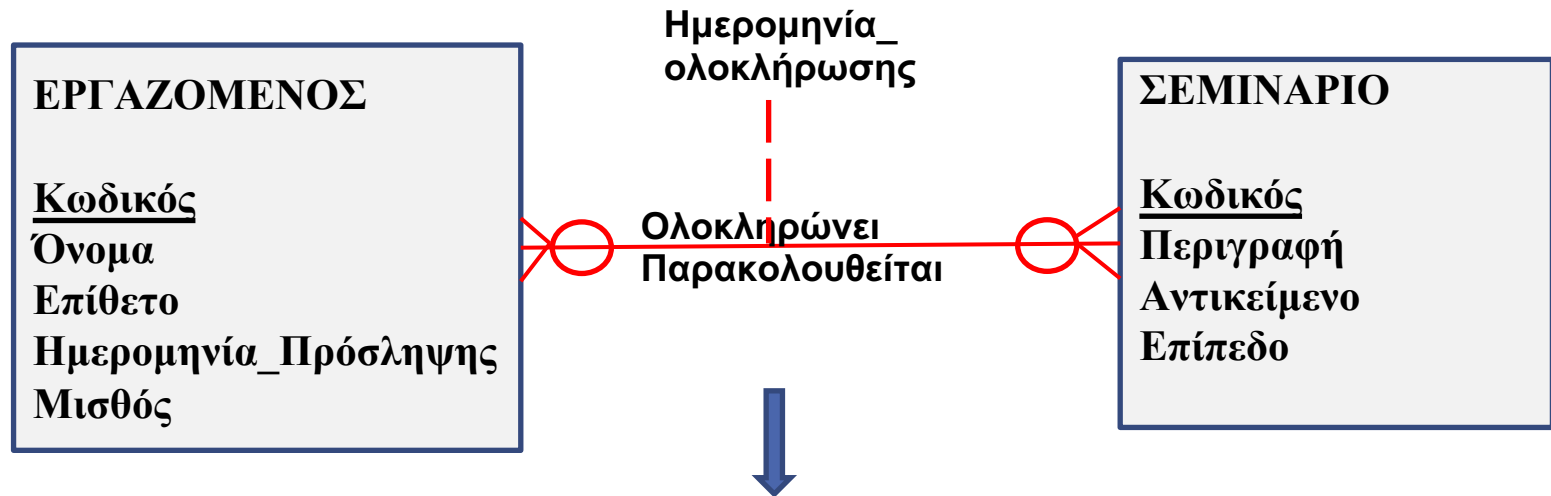 ΕΡΓΑΖΟΜΕΝΟΣ
Κωδικός
Όνομα
Επίθετο
Ημερομηνία_Πρόσληψης
Μισθός
Ημερομηνία_
ολοκλήρωσης
Ολοκληρώνει
Παρακολουθείται
ΣΕΜΙΝΑΡΙΟ
Κωδικός
Περιγραφή
Αντικείμενο
Επίπεδο